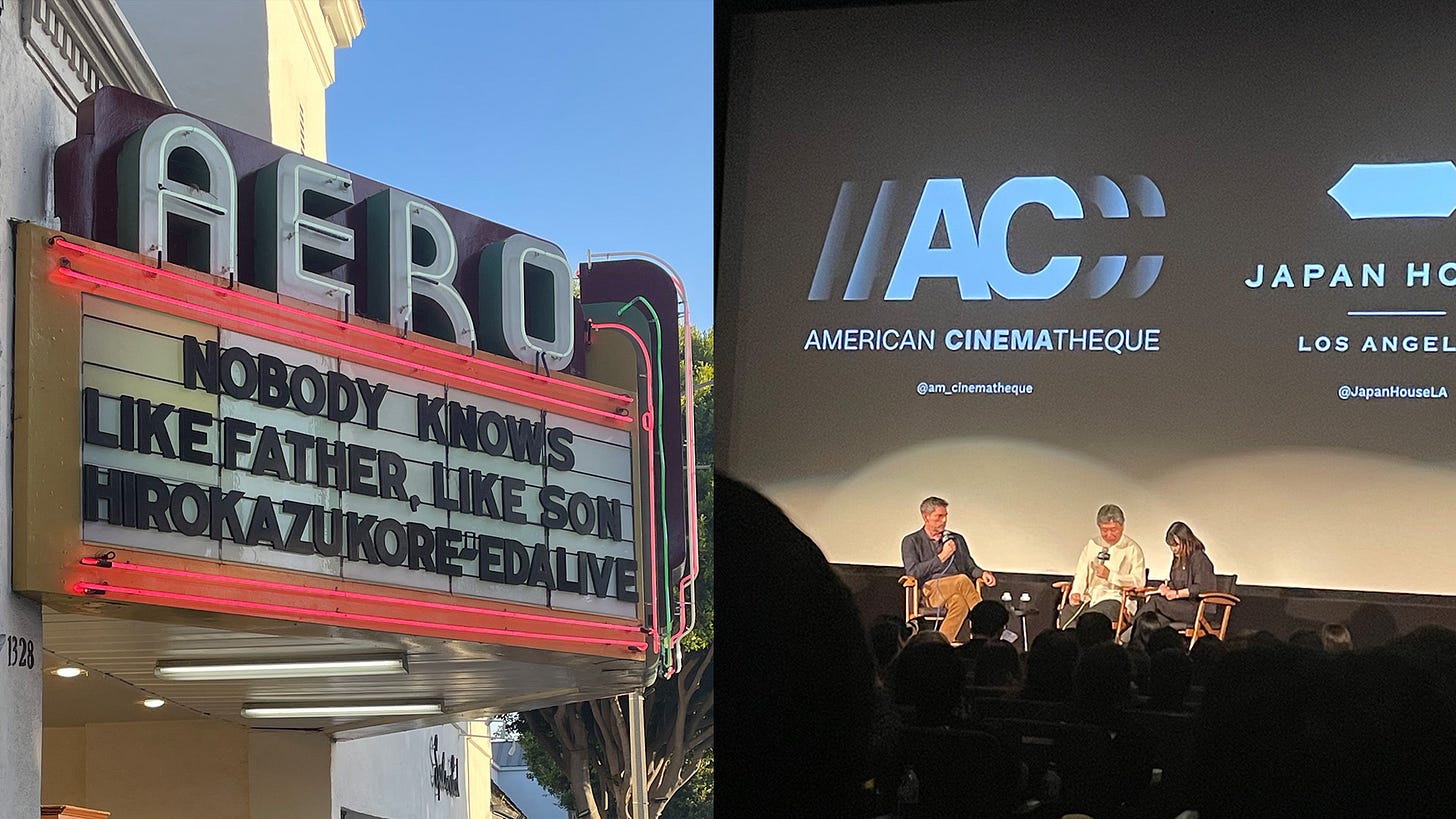 AERO
NOBODY KNOWS
LIKE FATHER, LIKE SON
HIROKAZU KORE-EDA LIVE
1328
AC
AMERICAN CINEMATHEQUE
@am_cinematheque
JAPAN HO
LOS ANGEL
@JapanHouseLA